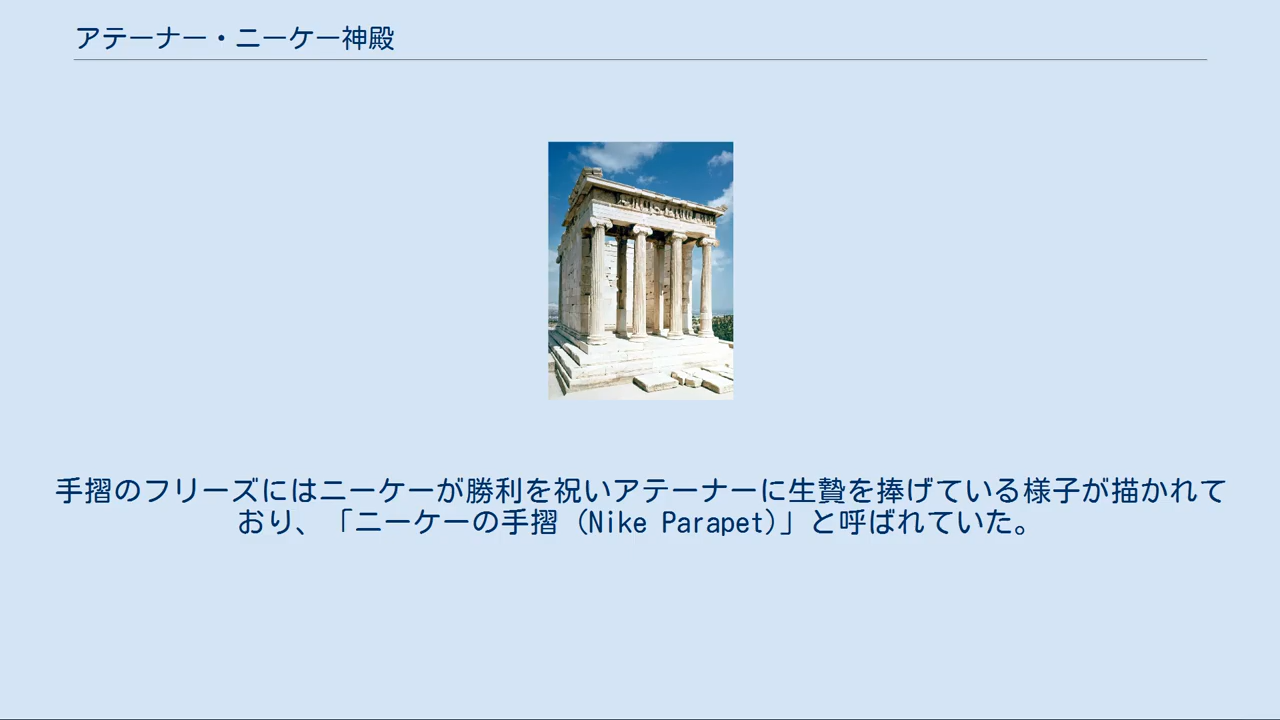 アテーナー・ニーケー神殿
手摺のフリーズにはニーケーが勝利を祝いアテーナーに生贄を捧げている様子が描かれて
おり、「ニーケーの手摺 (Nike Parapet)」と呼ばれていた。